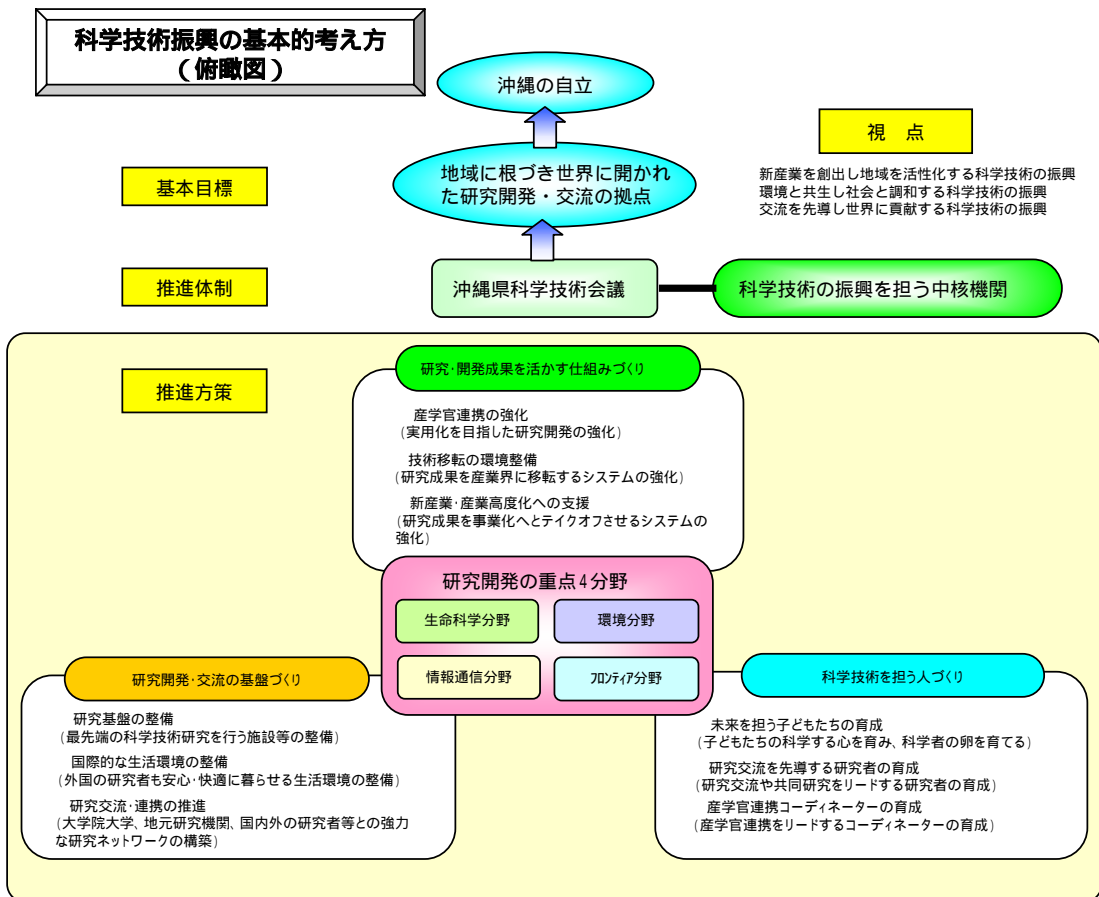 科学技術振興の基本的考え方
(俯瞰図)
沖縄の自立
視 点
新産業を創出し地域を活性化する科学技術の振興
環境と共生し社会と調和する科学技術の振興
交流を先導し世界に貢献する科学技術の振興
基本目標
地域に根づき世界に開かれ
た研究開発・交流の拠点
推進体制
沖縄県科学技術会議
科学技術の振興を担う中核機関
推進方策
研究・開発成果を活かす仕組みづくり
産学官連携の強化
(実用化を目指した研究開発の強化)
技術移転の環境整備
(研究成果を産業界に移転するシステムの強化)
新産業・産業高度化への支援
(研究成果を事業化へとテイクオフさせるシステムの
強化)
研究開発の重点4分野
生命科学分野
環境分野
情報通信分野
フロンティア分野
研究開発・交流の基盤づくり
研究基盤の整備
(最先端の科学技術研究を行う施設等の整備)
国際的な生活環境の整備
(外国の研究者も安心・快適に暮らせる生活環境の整備)
研究交流・連携の推進
(大学院大学、地元研究機関、国内外の研究者等との強力
な研究ネットワークの構築)
科学技術を担う人づくり
未来を担う子どもたちの育成
(子どもたちの科学する心を育み、科学者の卵を育てる)
研究交流を先導する研究者の育成
(研究交流や共同研究をリードする研究者の育成)
産学官連携コーディネーターの育成
(産学官連携をリードするコーディネーターの育成)